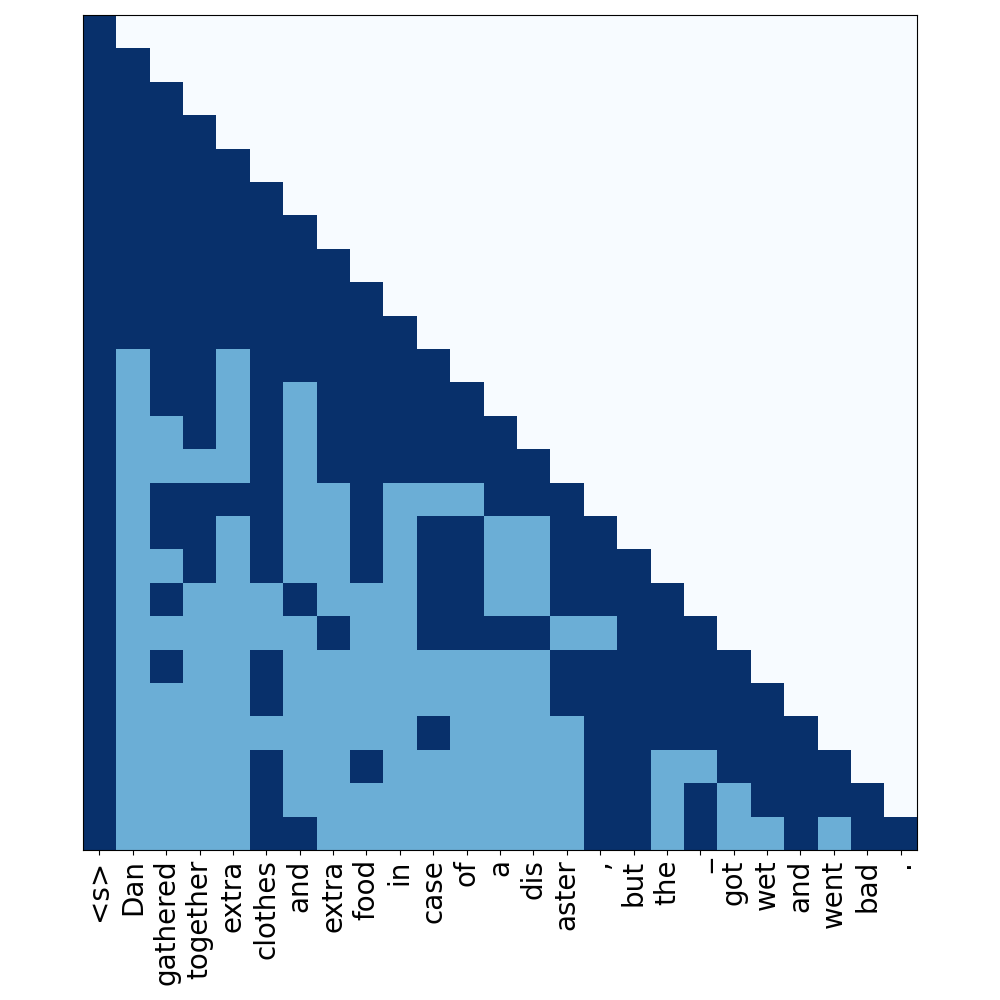 <s>
Dan
gathered
together
extra
clothes
and
extra
food
in
case
of
a
dis
aster
,
but
the
_
got
wet
and
went
bad
.